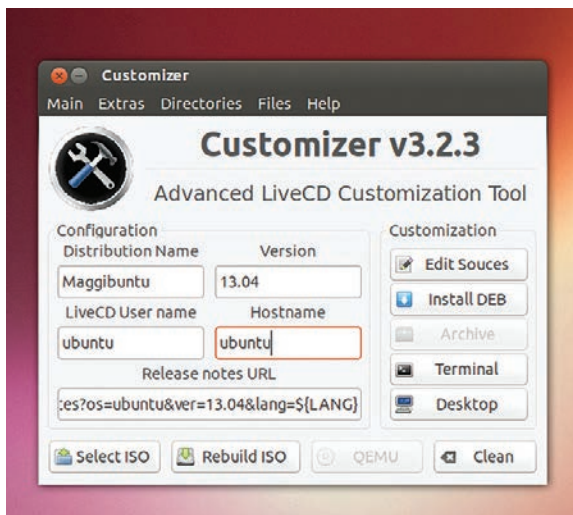 Customizer
Main Extras Directories Files Help
Customizer v3.2.3
Advanced LiveCD Customization Tool
Configuration
Distribution Name Version
Maggibuntu 13.04
LiveCD User name Hostname
ubuntu ubuntu
Release notes URL
:es?os=ubuntu&ver=13.04&lang=${LANG}
Customization
Edit Souces
Install DEB
Archive
Terminal
Desktop
Select ISO Rebuild ISO QEMU Clean